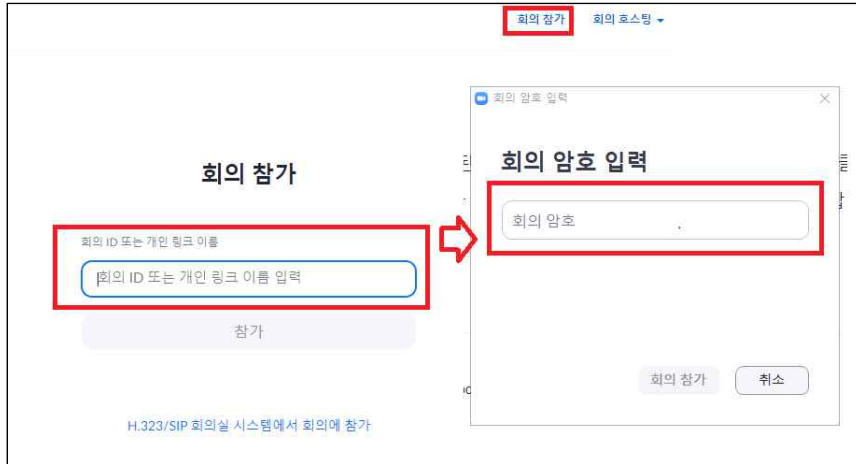 회의 참가 회의 호스팅
회의 참가
회의 ID 또는 개인 링크 이름
회의 ID 또는 개인 링크 이름 입력
참가
H.323/SIP 회의실 시스템에서 회의에 참가
회의 암호 입력
회의 암호 입력
회의 암호
회의 참가 취소